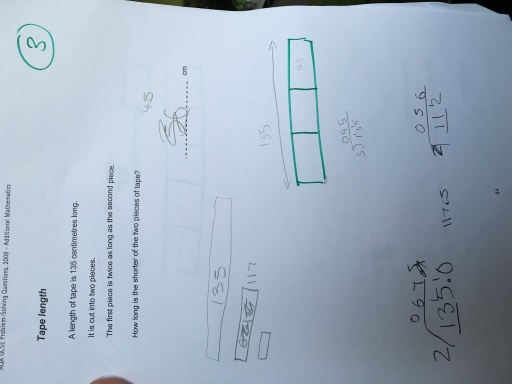 GCSE Problem-Solving Questions, 2009 – Additional Mathematics
3
Tape length
A length of tape is 135 centimetres long.
It is cut into two pieces.
The first piece is twice as long as the second piece.
How long is the shorter of the two pieces of tape?
45
cm
135
117
135
45
045
3)135
067.5
2)135.0
117.5
056
2)112